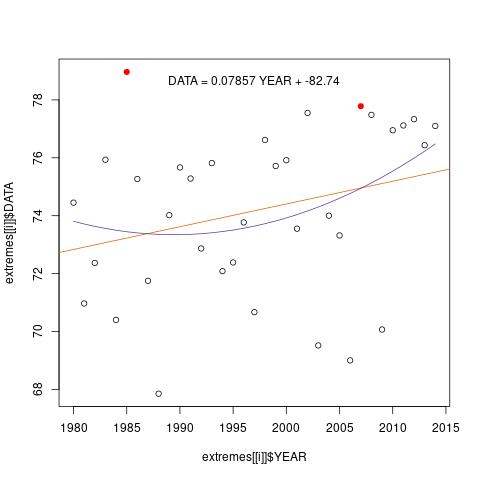 DATA = 0.07857 YEAR + -82.74
extremes[[i]]$DATA
78
76
74
72
70
68
1980 1985 1990 1995 2000 2005 2010 2015
extremes[[i]]$YEAR